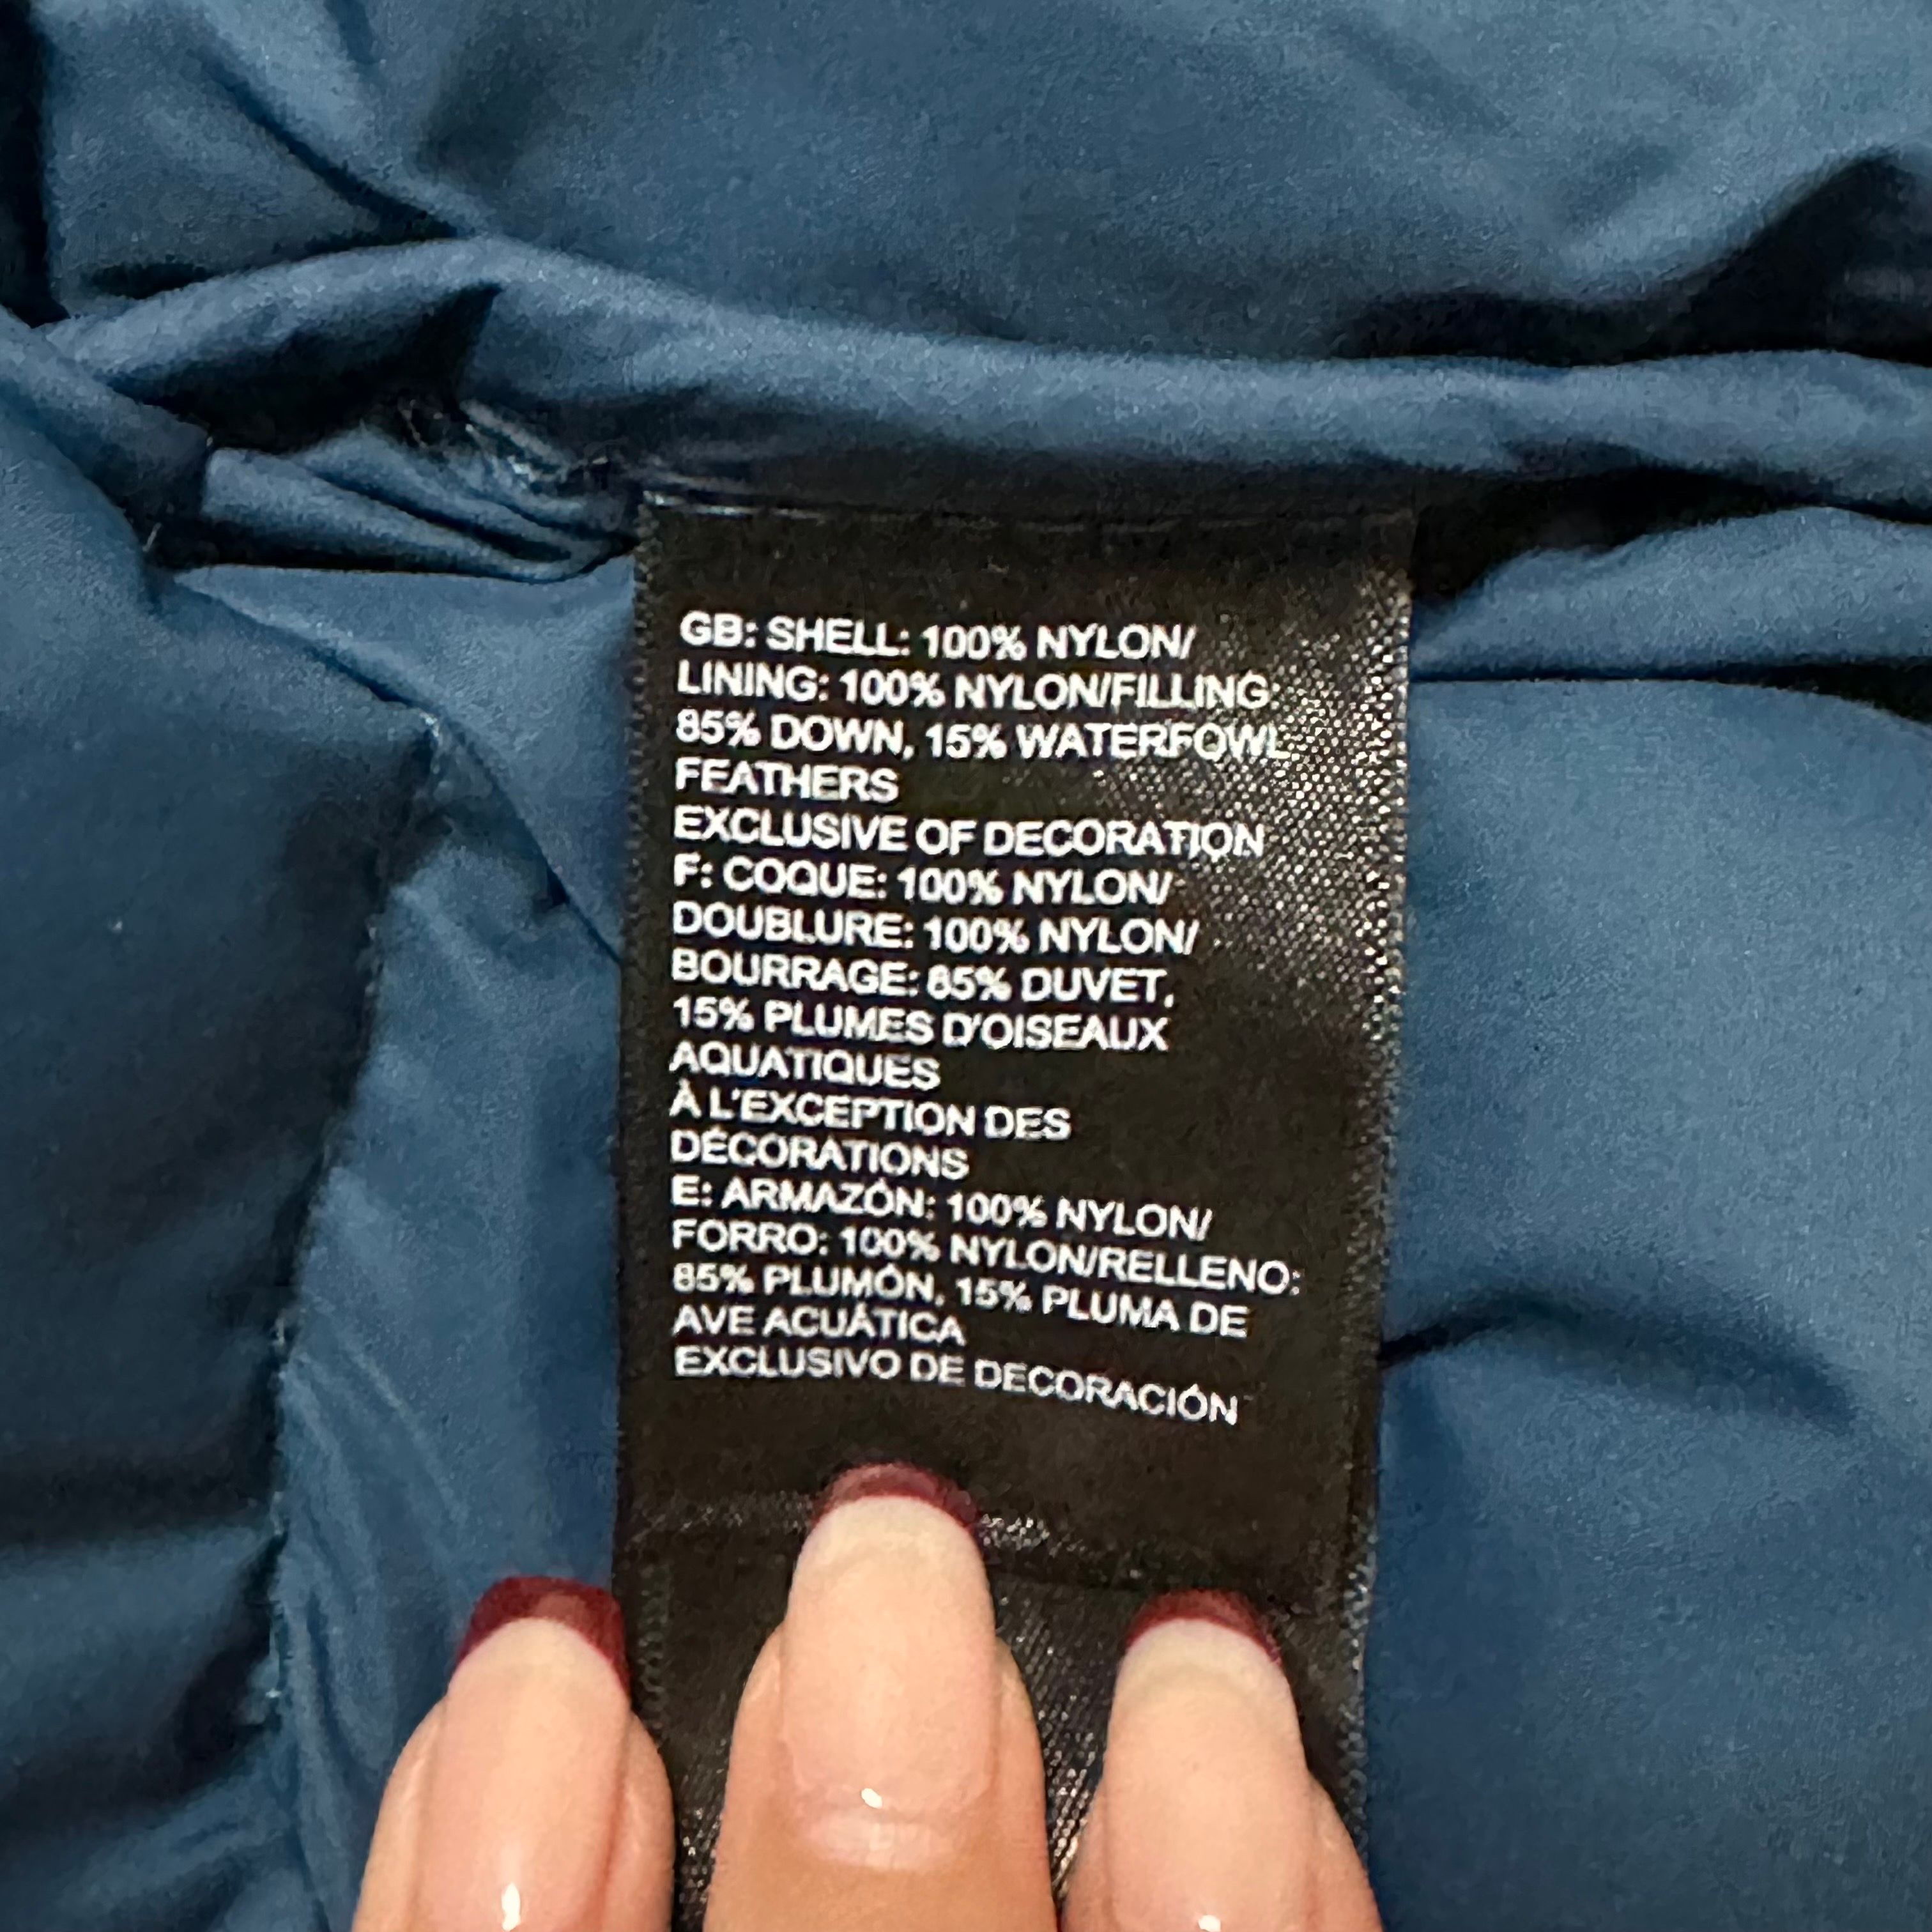 GB: SHELL: 100% NYLON/
LINING: 100% NYLON/FILLING:
85% DOWN, 15% WATERFOWL
FEATHERS
EXCLUSIVE OF DECORATION
F: COQUE: 100% NYLON/
DOUBLURE: 100% NYLON/
BOURRAGE: 85% DUVET,
15% PLUMES D'OISEAUX
AQUATIQUES
À L'EXCEPTION DES
DÉCORATIONS
E: ARMAZÓN: 100% NYLON/
FORRO: 100% NYLON/RELLENO:
85% PLUMÓN, 15% PLUMA DE
AVE ACUÁTICA
EXCLUSIVO DE DECORACIÓN